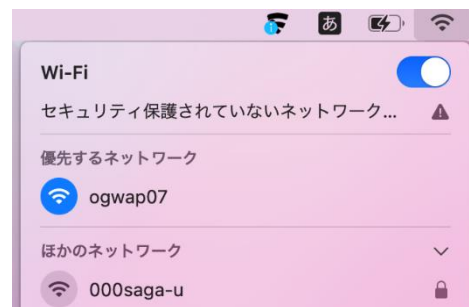 あ
Wi-Fi
セキュリティ保護されていないネットワーク...
優先するネットワーク
ogwap07
ほかのネットワーク
000saga-u